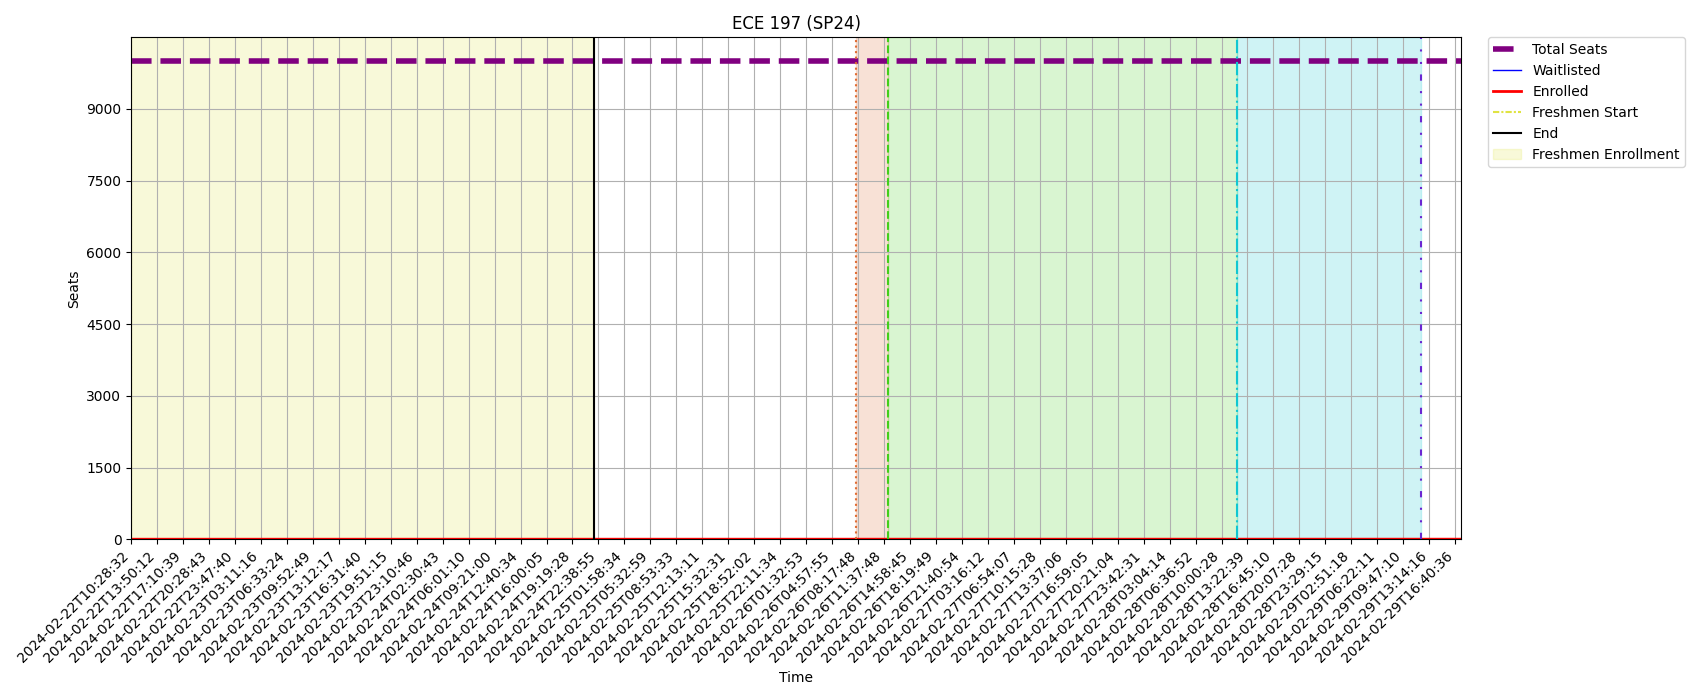 ECE 197 (SP24)
Total Seats
Waitlisted
Enrolled
Freshmen Start
End
Freshmen Enrollment
Seats
9000
7500
6000
4500
3000
1500
0
2024-02-22T10:28:32
2024-02-22T13:50:12
2024-02-22T17:10:39
2024-02-22T20:28:43
2024-02-22T23:47:40
2024-02-23T03:11:16
2024-02-23T06:33:24
2024-02-23T09:52:49
2024-02-23T13:12:17
2024-02-23T16:31:40
2024-02-23T19:51:15
2024-02-23T23:10:46
2024-02-24T02:30:43
2024-02-24T06:01:10
2024-02-24T09:21:00
2024-02-24T12:40:34
2024-02-24T16:00:05
2024-02-24T19:19:28
2024-02-24T22:38:55
2024-02-25T01:58:34
2024-02-25T05:32:59
2024-02-25T08:53:33
2024-02-25T12:13:11
2024-02-25T15:32:31
2024-02-25T18:52:02
2024-02-25T22:11:34
2024-02-26T01:32:53
2024-02-26T04:57:55
2024-02-26T08:17:48
2024-02-26T11:37:48
2024-02-26T14:58:45
2024-02-26T18:19:49
2024-02-26T21:40:54
2024-02-27T03:16:12
2024-02-27T06:54:07
2024-02-27T10:15:28
2024-02-27T13:37:06
2024-02-27T16:59:05
2024-02-27T20:21:04
2024-02-27T23:42:31
2024-02-28T03:04:14
2024-02-28T06:36:52
2024-02-28T10:00:28
2024-02-28T13:22:39
2024-02-28T16:45:10
2024-02-28T20:07:28
2024-02-28T23:29:15
2024-02-29T02:51:18
2024-02-29T06:22:11
2024-02-29T09:47:10
2024-02-29T13:14:16
2024-02-29T16:40:36
Time